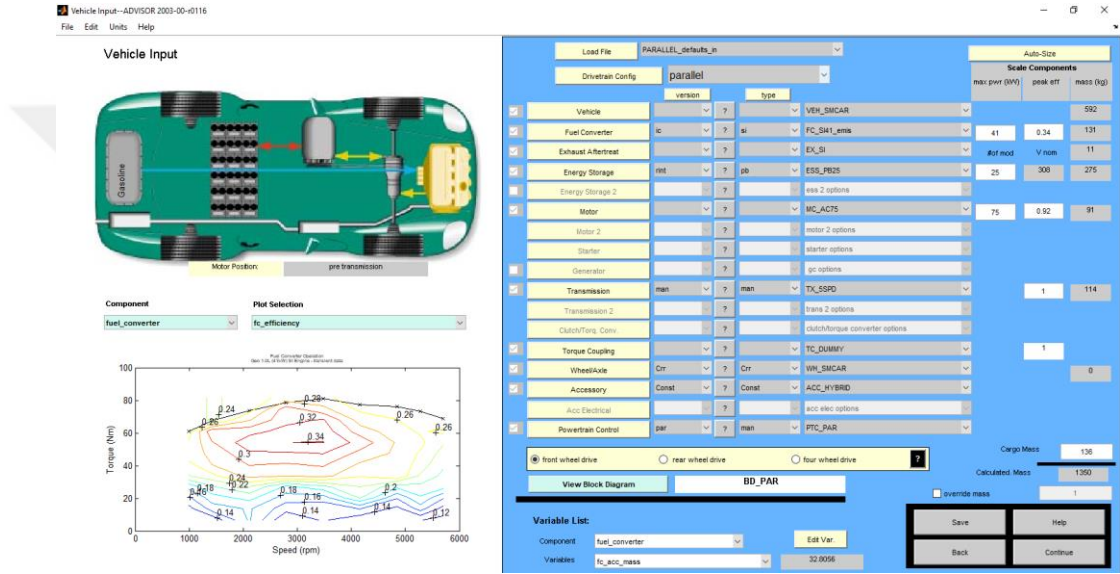 Vehicle Input--ADVISOR 2003-00-r0116
File Edit Units Help
Vehicle Input
Gasoline
Motor Position: pre transmission
Component Plot Selection
fuel_converter fc_efficiency
Fuel Converter Operation
Torque (Nm)
100
80
60
40
20
0
0.24
0.26
0.28
0.32
0.26
0.26
0.34
0.3
0.24
0.22
0.18
0.16
0.14
0.18
0.16
0.14
0.2
0.14
0.12
0 1000 2000 3000 4000 5000 6000
Speed (rpm)
Load File PARALLEL_defaults_in Auto-Size
Drivetrain Config parallel Scale Components
version type max pwr (kW) peak eff mass (kg)
Vehicle ? VEH_SMCAR 592
Fuel Converter ic ? si FC_SI41_emis 41 0.34 131
Exhaust Aftertreat ? EX_SI #of mod V nom 11
Energy Storage rint ? pb ESS_PB25 25 308 275
Energy Storage 2 ? ess 2 options
Motor ? MC_AC75 75 0.92 91
Motor 2 ? motor 2 options
Starter ? starter options
Generator ? gc options
Transmission man ? man TX_5SPD 1 114
Transmission 2 ? trans 2 options
Clutch/Torq. Conv. ? clutch/torque converter options
Torque Coupling ? TC_DUMMY 1
Wheel/Axle Crr ? Crr WH_SMCAR 0
Accessory Const ? Const ACC_HYBRID
Acc Electrical ? acc elec options
Powertrain Control par ? man PTC_PAR
front wheel drive rear wheel drive four wheel drive ? Cargo Mass 136
View Block Diagram BD_PAR Calculated Mass 1350
override mass 1
Variable List:
Component fuel_converter Edit Var.
Variables fc_acc_mass 32.8056
Save Help
Back Continue